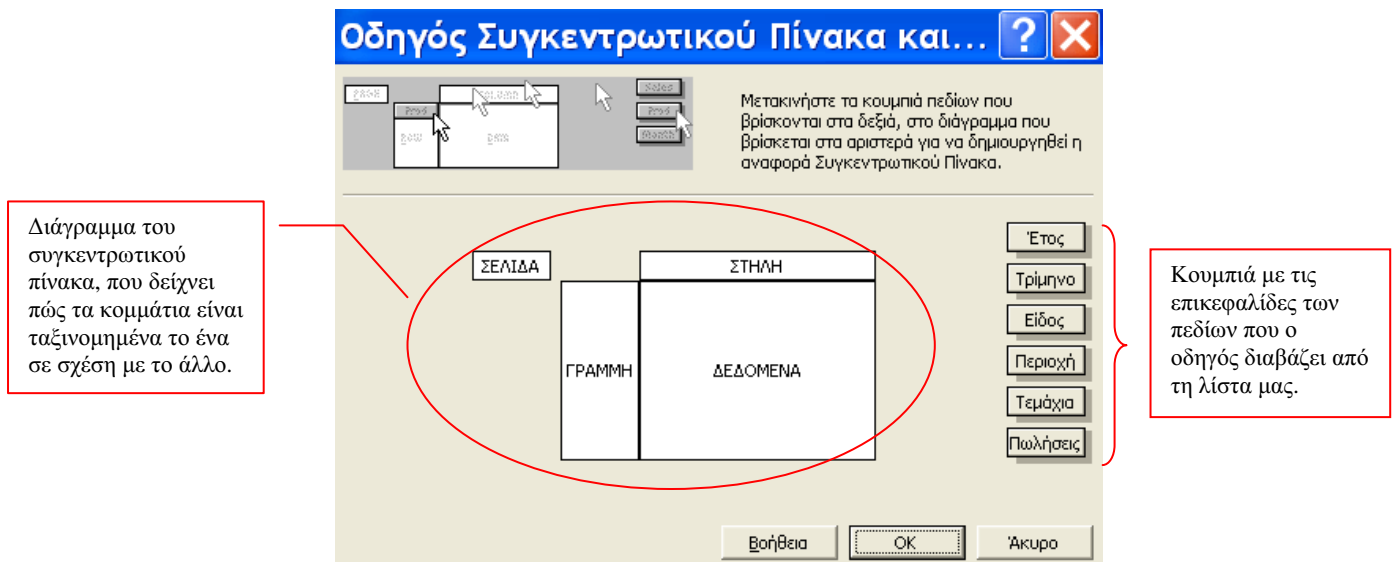 Οδηγός Συγκεντρωτικού Πίνακα και...
Μετακινήστε τα κουμπιά πεδίων που
βρίσκονται στα δεξιά, στο διάγραμμα που
βρίσκεται στα αριστερά για να δημιουργηθεί η
αναφορά Συγκεντρωτικού Πίνακα.
Διάγραμμα του
συγκεντρωτικού
πίνακα, που δείχνει
πώς τα κομμάτια είναι
ταξινομημένα το ένα
σε σχέση με το άλλο.
ΣΕΛΙΔΑ
ΣΤΗΛΗ
ΓΡΑΜΜΗ
ΔΕΔΟΜΕΝΑ
Έτος
Τρίμηνο
Είδος
Περιοχή
Τεμάχια
Πωλήσεις
Κουμπιά με τις
επικεφαλίδες των
πεδίων που ο
οδηγός διαβάζει από
τη λίστα μας.
Βοήθεια
OK
Άκυρο